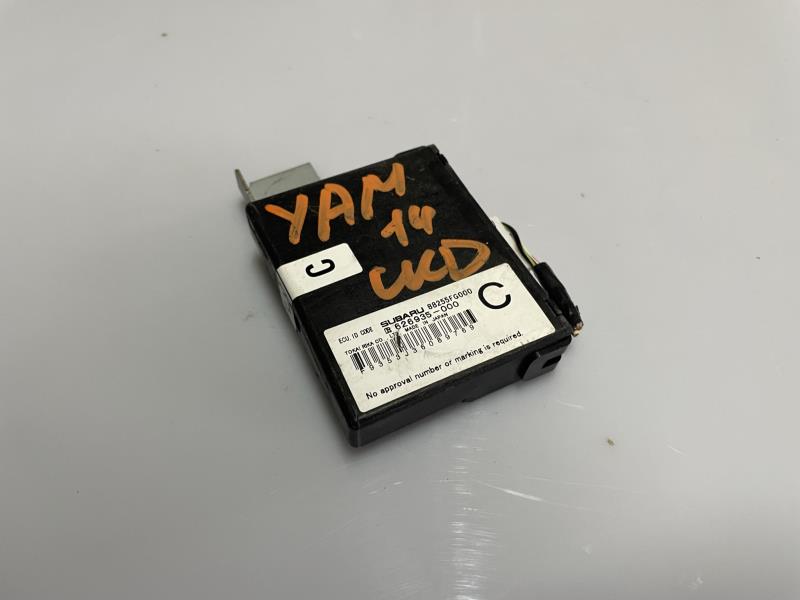 YAM
14
UKD
C
SUBARU 88255FG000
ECU. ID CODE 626935-000 C
TOKAI RIKA CO. LTD. MADE IN JAPAN
No approval number or marking is required.